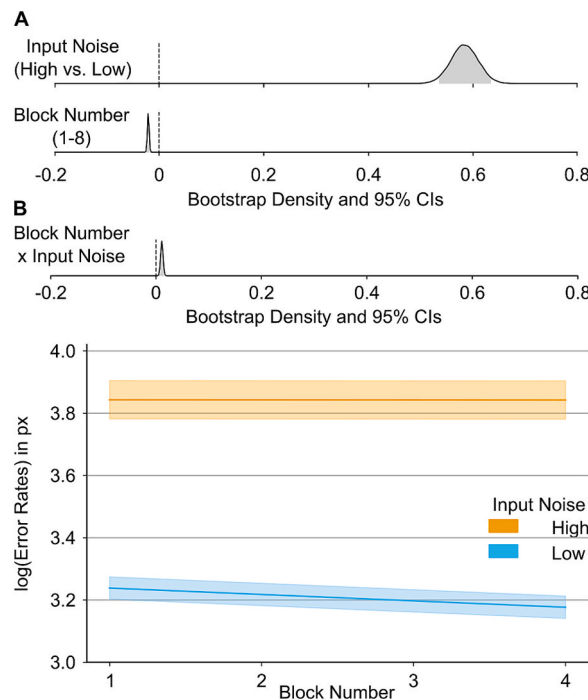 A
Input Noise
(High vs. Low)
Block Number
(1-8)
-0.2 0 0.2 0.4 0.6 0.8
Bootstrap Density and 95% CIs
B
Block Number
x Input Noise
-0.2 0 0.2 0.4 0.6 0.8
Bootstrap Density and 95% CIs
log(Error Rates) in px
4.0
3.8
3.6
3.4
3.2
3.0
Input Noise
High
Low
1 2 3 4
Block Number